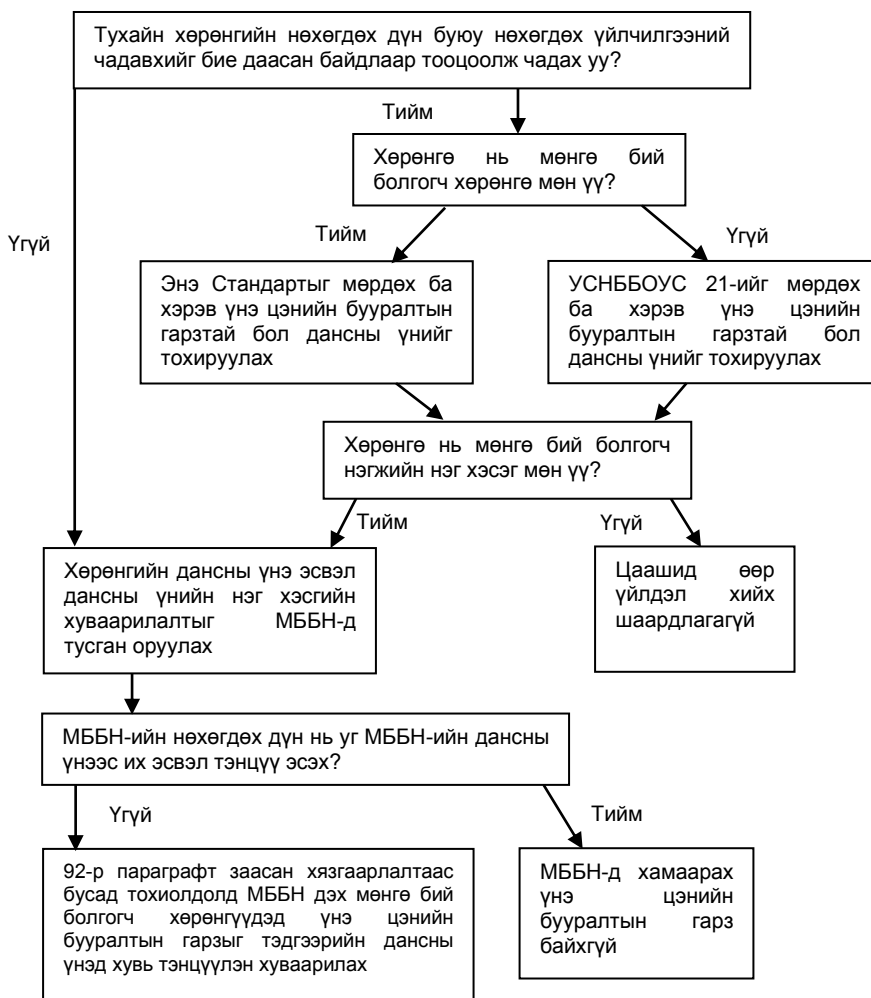 Тухайн хөрөнгийн нөхөгдөх дүн буюу нөхөгдөх үйлчилгээний
чадавхийг бие даасан байдлаар тооцоолж чадах уу?
Тийм
Хөрөнгө нь мөнгө бий
болгогч хөрөнгө мөн үү?
Үгүй
Тийм
Үгүй
Энэ Стандартыг мөрдөх ба
хэрэв үнэ цэнийн бууралтын
гарзтай бол дансны үнийг
тохируулах
УСНББОУС 21-ийг мөрдөх
ба хэрэв үнэ цэнийн
бууралтын гарзтай бол
дансны үнийг тохируулах
Хөрөнгө нь мөнгө бий болгогч
нэгжийн нэг хэсэг мөн үү?
Тийм
Үгүй
Хөрөнгийн дансны үнэ эсвэл
дансны үнийн нэг хэсгийн
хуваарилалтыг МББН-д
тусган оруулах
Цаашид өөр
үйлдэл хийх
шаардлагагүй
МББН-ийн нөхөгдөх дүн нь уг МББН-ийн дансны
үнээс их эсвэл тэнцүү эсэх?
Үгүй
Тийм
92-р параграфт заасан хязгаарлалтаас
бусад тохиолдолд МББН дэх мөнгө бий
болгогч хөрөнгүүдэд үнэ цэнийн
бууралтын гарзыг тэдгээрийн дансны
үнэд хувь тэнцүүлэн хуваарилах
МББН-д хамаарах
үнэ цэнийн
бууралтын гарз
байхгүй